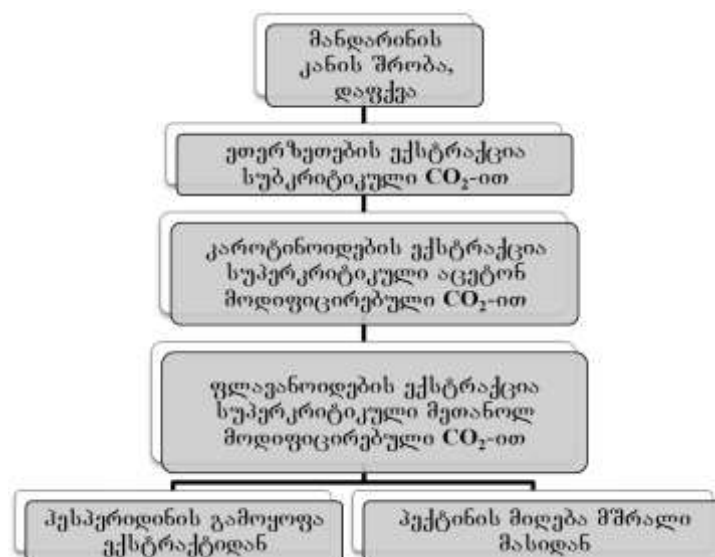 მანდარინის
კანის შრობა,
დაფქვა
ეთერზეთების ექსტრაქცია
სუბკრიტიკული CO₂-ით
კაროტინოიდების ექსტრაქცია
სუპერკრიტიკული აცეტონ
მოდიფიცირებული CO₂-ით
ფლავანოიდების ექსტრაქცია
სუპერკრიტიკული მეთანოლ
მოდიფიცირებული CO₂-ით
ჰესპერიდინის გამოყოფა
ექსტრაქტიდან
პექტინის მიღება მშრალი
მასიდან